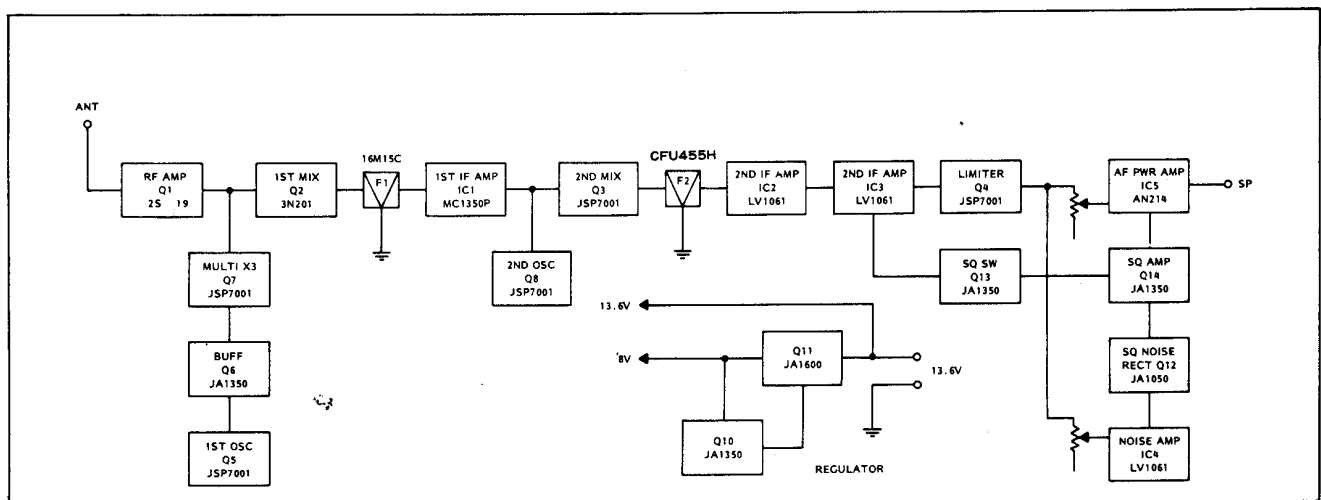 ANT
RF AMP
Q1
2S 19
1ST MIX
Q2
3N201
16M15C
F1
1ST IF AMP
IC1
MC1350P
2ND MIX
Q3
JSP7001
CFU455H
F2
2ND IF AMP
IC2
LV1061
2ND IF AMP
IC3
LV1061
LIMITER
Q4
JSP7001
AF PWR AMP
IC5
AN214
SP
MULTI X3
Q7
JSP7001
2ND OSC
Q8
JSP7001
SQ SW
Q13
JA1350
SQ AMP
Q14
JA1350
13.6V
BUFF
Q6
JA1350
8V
Q11
JA1600
13.6V
SQ NOISE
RECT Q12
JA1050
1ST OSC
Q5
JSP7001
Q10
JA1350
REGULATOR
NOISE AMP
IC4
LV1061